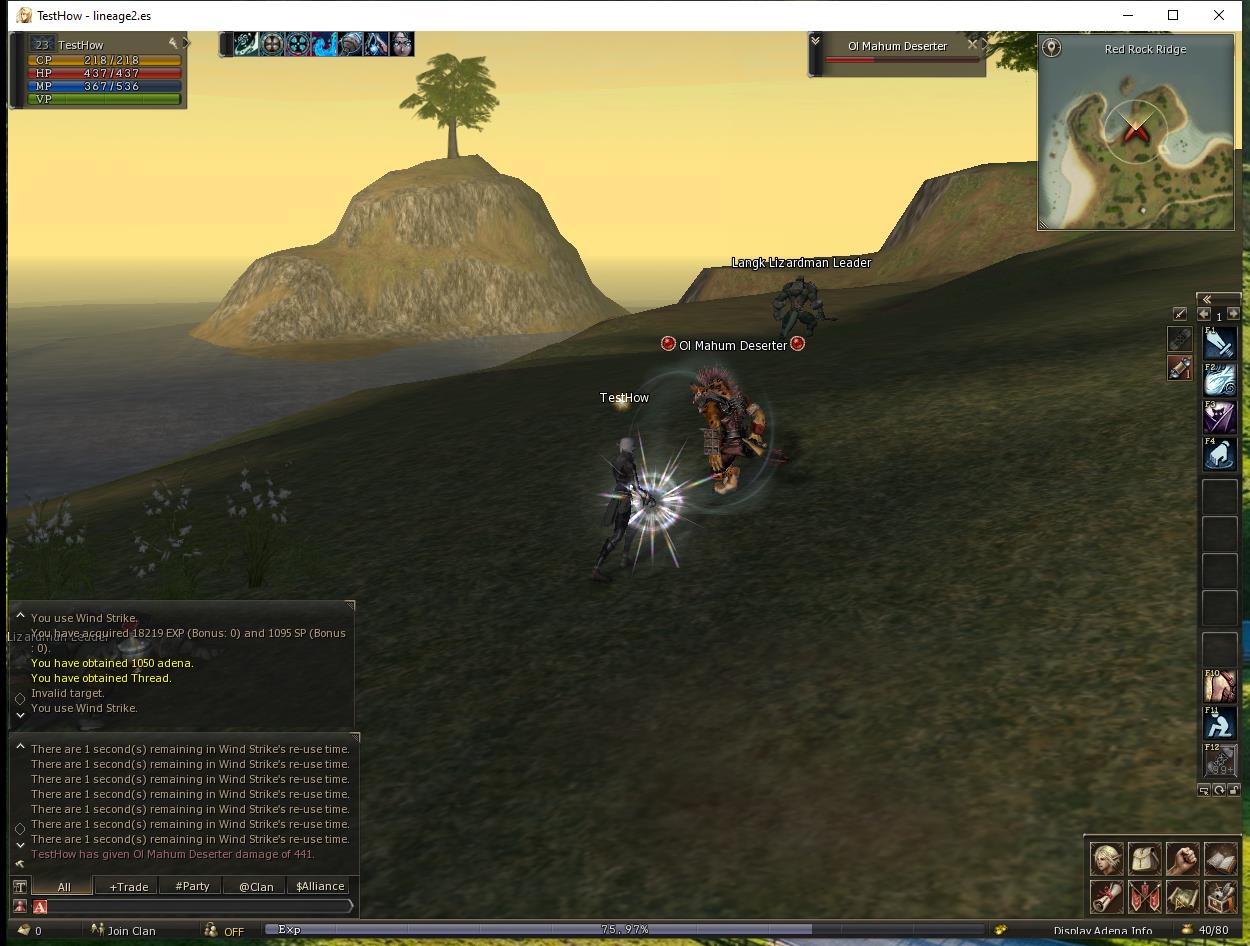 TestHow - lineage2.es
23 TestHow
CP 218/218
HP 437/437
MP 367/536
VP
Ol Mahum Deserter
Red Rock Ridge
Langk Lizardman Leader
Ol Mahum Deserter
TestHow
1
F1
F2
F3
F4
F10
F11
F12
99+
You use Wind Strike.
You have acquired 18219 EXP (Bonus: 0) and 1095 SP (Bonus
: 0).
Lizardman Leader
You have obtained 1050 adena.
You have obtained Thread.
Invalid target.
You use Wind Strike.
There are 1 second(s) remaining in Wind Strike's re-use time.
There are 1 second(s) remaining in Wind Strike's re-use time.
There are 1 second(s) remaining in Wind Strike's re-use time.
There are 1 second(s) remaining in Wind Strike's re-use time.
There are 1 second(s) remaining in Wind Strike's re-use time.
There are 1 second(s) remaining in Wind Strike's re-use time.
There are 1 second(s) remaining in Wind Strike's re-use time.
TestHow has given Ol Mahum Deserter damage of 441.
All +Trade #Party @Clan $Alliance
A
0 Join Clan OFF Exp 75.97% Display Adena Info 40/80